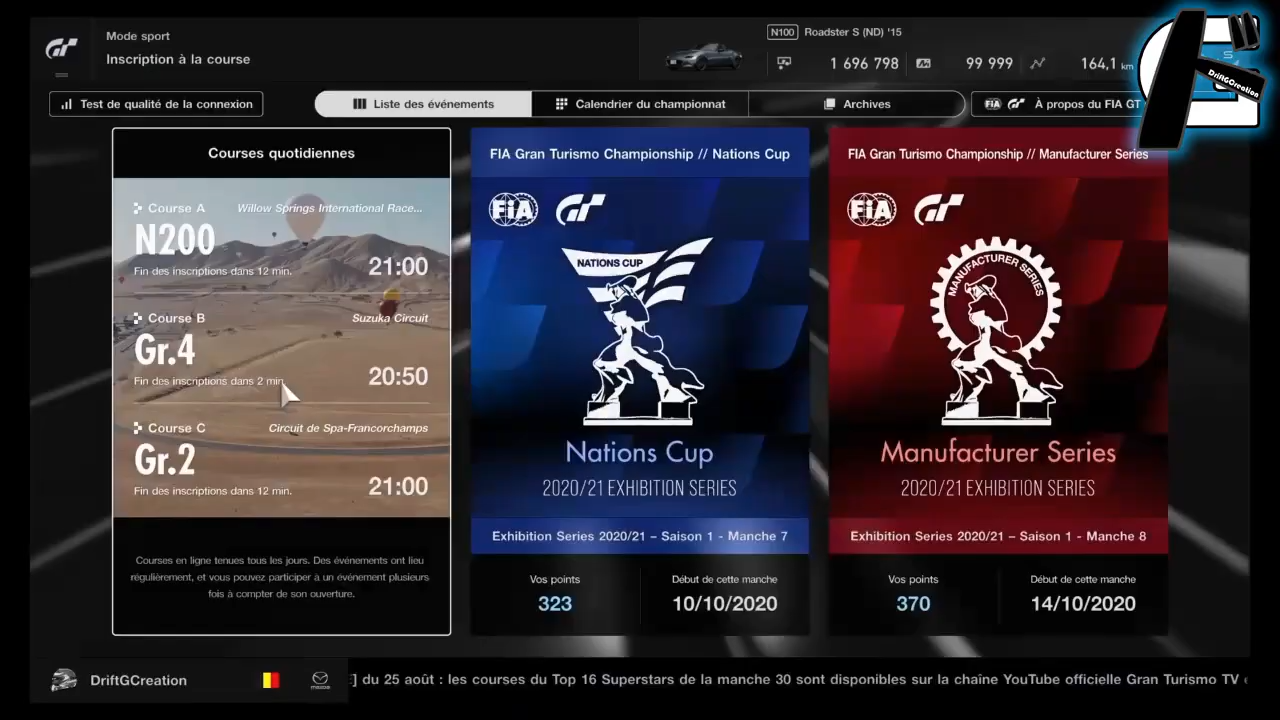 Mode sport
Inscription à la course
N100 Roadster S (ND) '15
1 696 798 99 999 164,1 km
Test de qualité de la connexion
Liste des événements
Calendrier du championnat
Archives
FIA GT À propos du FIA GT
DriftGCreation
Courses quotidiennes
Course A Willow Springs International Race...
N200
Fin des inscriptions dans 12 min. 21:00
Course B Suzuka Circuit
Gr.4
Fin des inscriptions dans 2 min. 20:50
Course C Circuit de Spa-Francorchamps
Gr.2
Fin des inscriptions dans 12 min. 21:00
Courses en ligne tenues tous les jours. Des événements ont lieu
régulièrement, et vous pouvez participer à un événement plusieurs
fois à compter de son ouverture.
FIA Gran Turismo Championship // Nations Cup
FIA GT
NATIONS CUP
Nations Cup
2020/21 EXHIBITION SERIES
Exhibition Series 2020/21 – Saison 1 - Manche 7
Vos points Début de cette manche
323 10/10/2020
FIA Gran Turismo Championship // Manufacturer Series
FIA GT
MANUFACTURER SERIES
Manufacturer Series
2020/21 EXHIBITION SERIES
Exhibition Series 2020/21 – Saison 1 - Manche 8
Vos points Début de cette manche
370 14/10/2020
DriftGCreation
mazda
] du 25 août : les courses du Top 16 Superstars de la manche 30 sont disponibles sur la chaîne YouTube officielle Gran Turismo TV